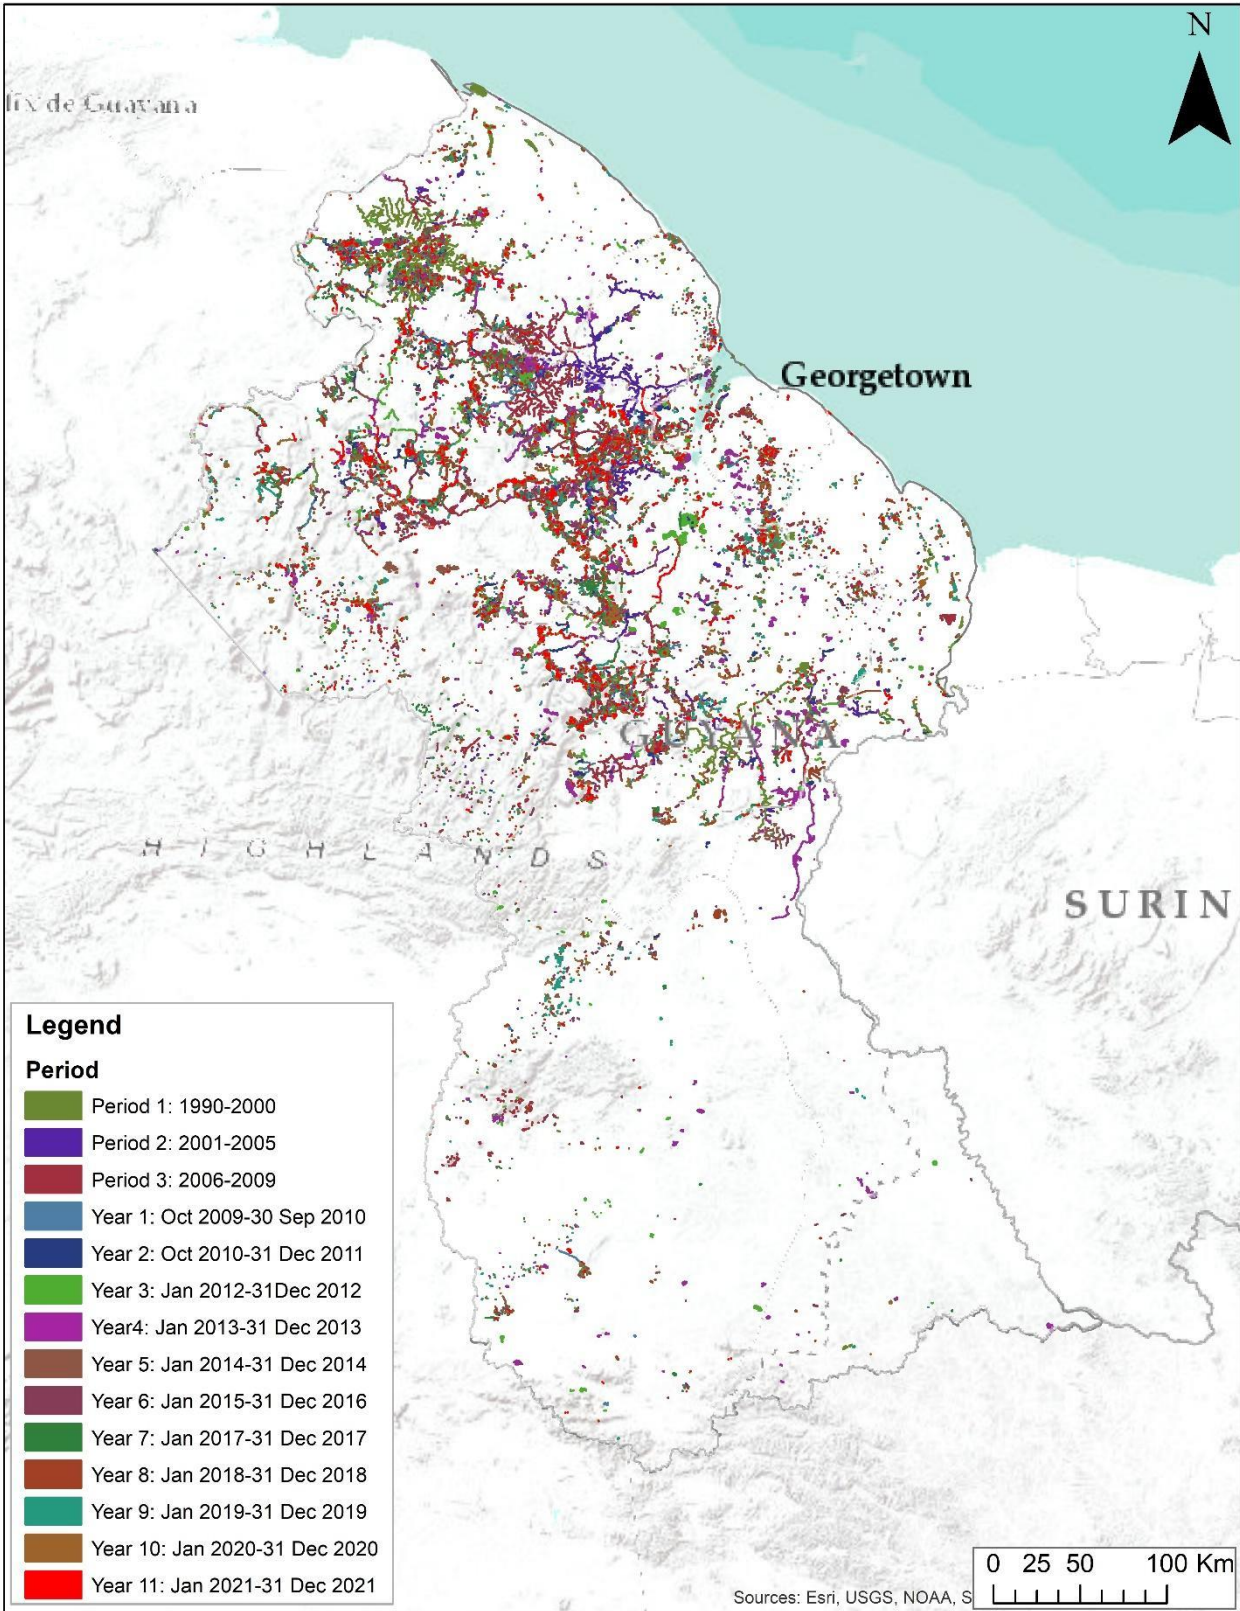 N
lix de Guayana
Georgetown
GUYANA
HIGHLANDS
SURIN
Legend
Period
Period 1: 1990-2000
Period 2: 2001-2005
Period 3: 2006-2009
Year 1: Oct 2009-30 Sep 2010
Year 2: Oct 2010-31 Dec 2011
Year 3: Jan 2012-31Dec 2012
Year4: Jan 2013-31 Dec 2013
Year 5: Jan 2014-31 Dec 2014
Year 6: Jan 2015-31 Dec 2016
Year 7: Jan 2017-31 Dec 2017
Year 8: Jan 2018-31 Dec 2018
Year 9: Jan 2019-31 Dec 2019
Year 10: Jan 2020-31 Dec 2020
Year 11: Jan 2021-31 Dec 2021
0 25 50 100 Km
Sources: Esri, USGS, NOAA, S